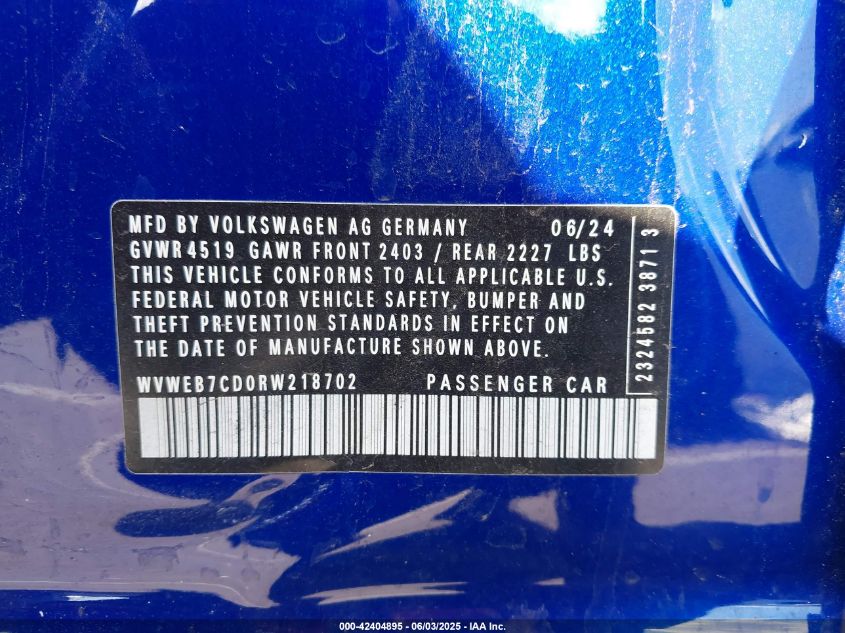 MFD BY VOLKSWAGEN AG GERMANY 06/24
GVWR 4519 GAWR FRONT 2403 / REAR 2227 LBS
THIS VEHICLE CONFORMS TO ALL APPLICABLE U.S.
FEDERAL MOTOR VEHICLE SAFETY, BUMPER AND
THEFT PREVENTION STANDARDS IN EFFECT ON
THE DATE OF MANUFACTURE SHOWN ABOVE.
WVWEB7CD0RW218702 PASSENGER CAR
2324582 3871 3
000-42404895 - 06/03/2025 - IAA Inc.